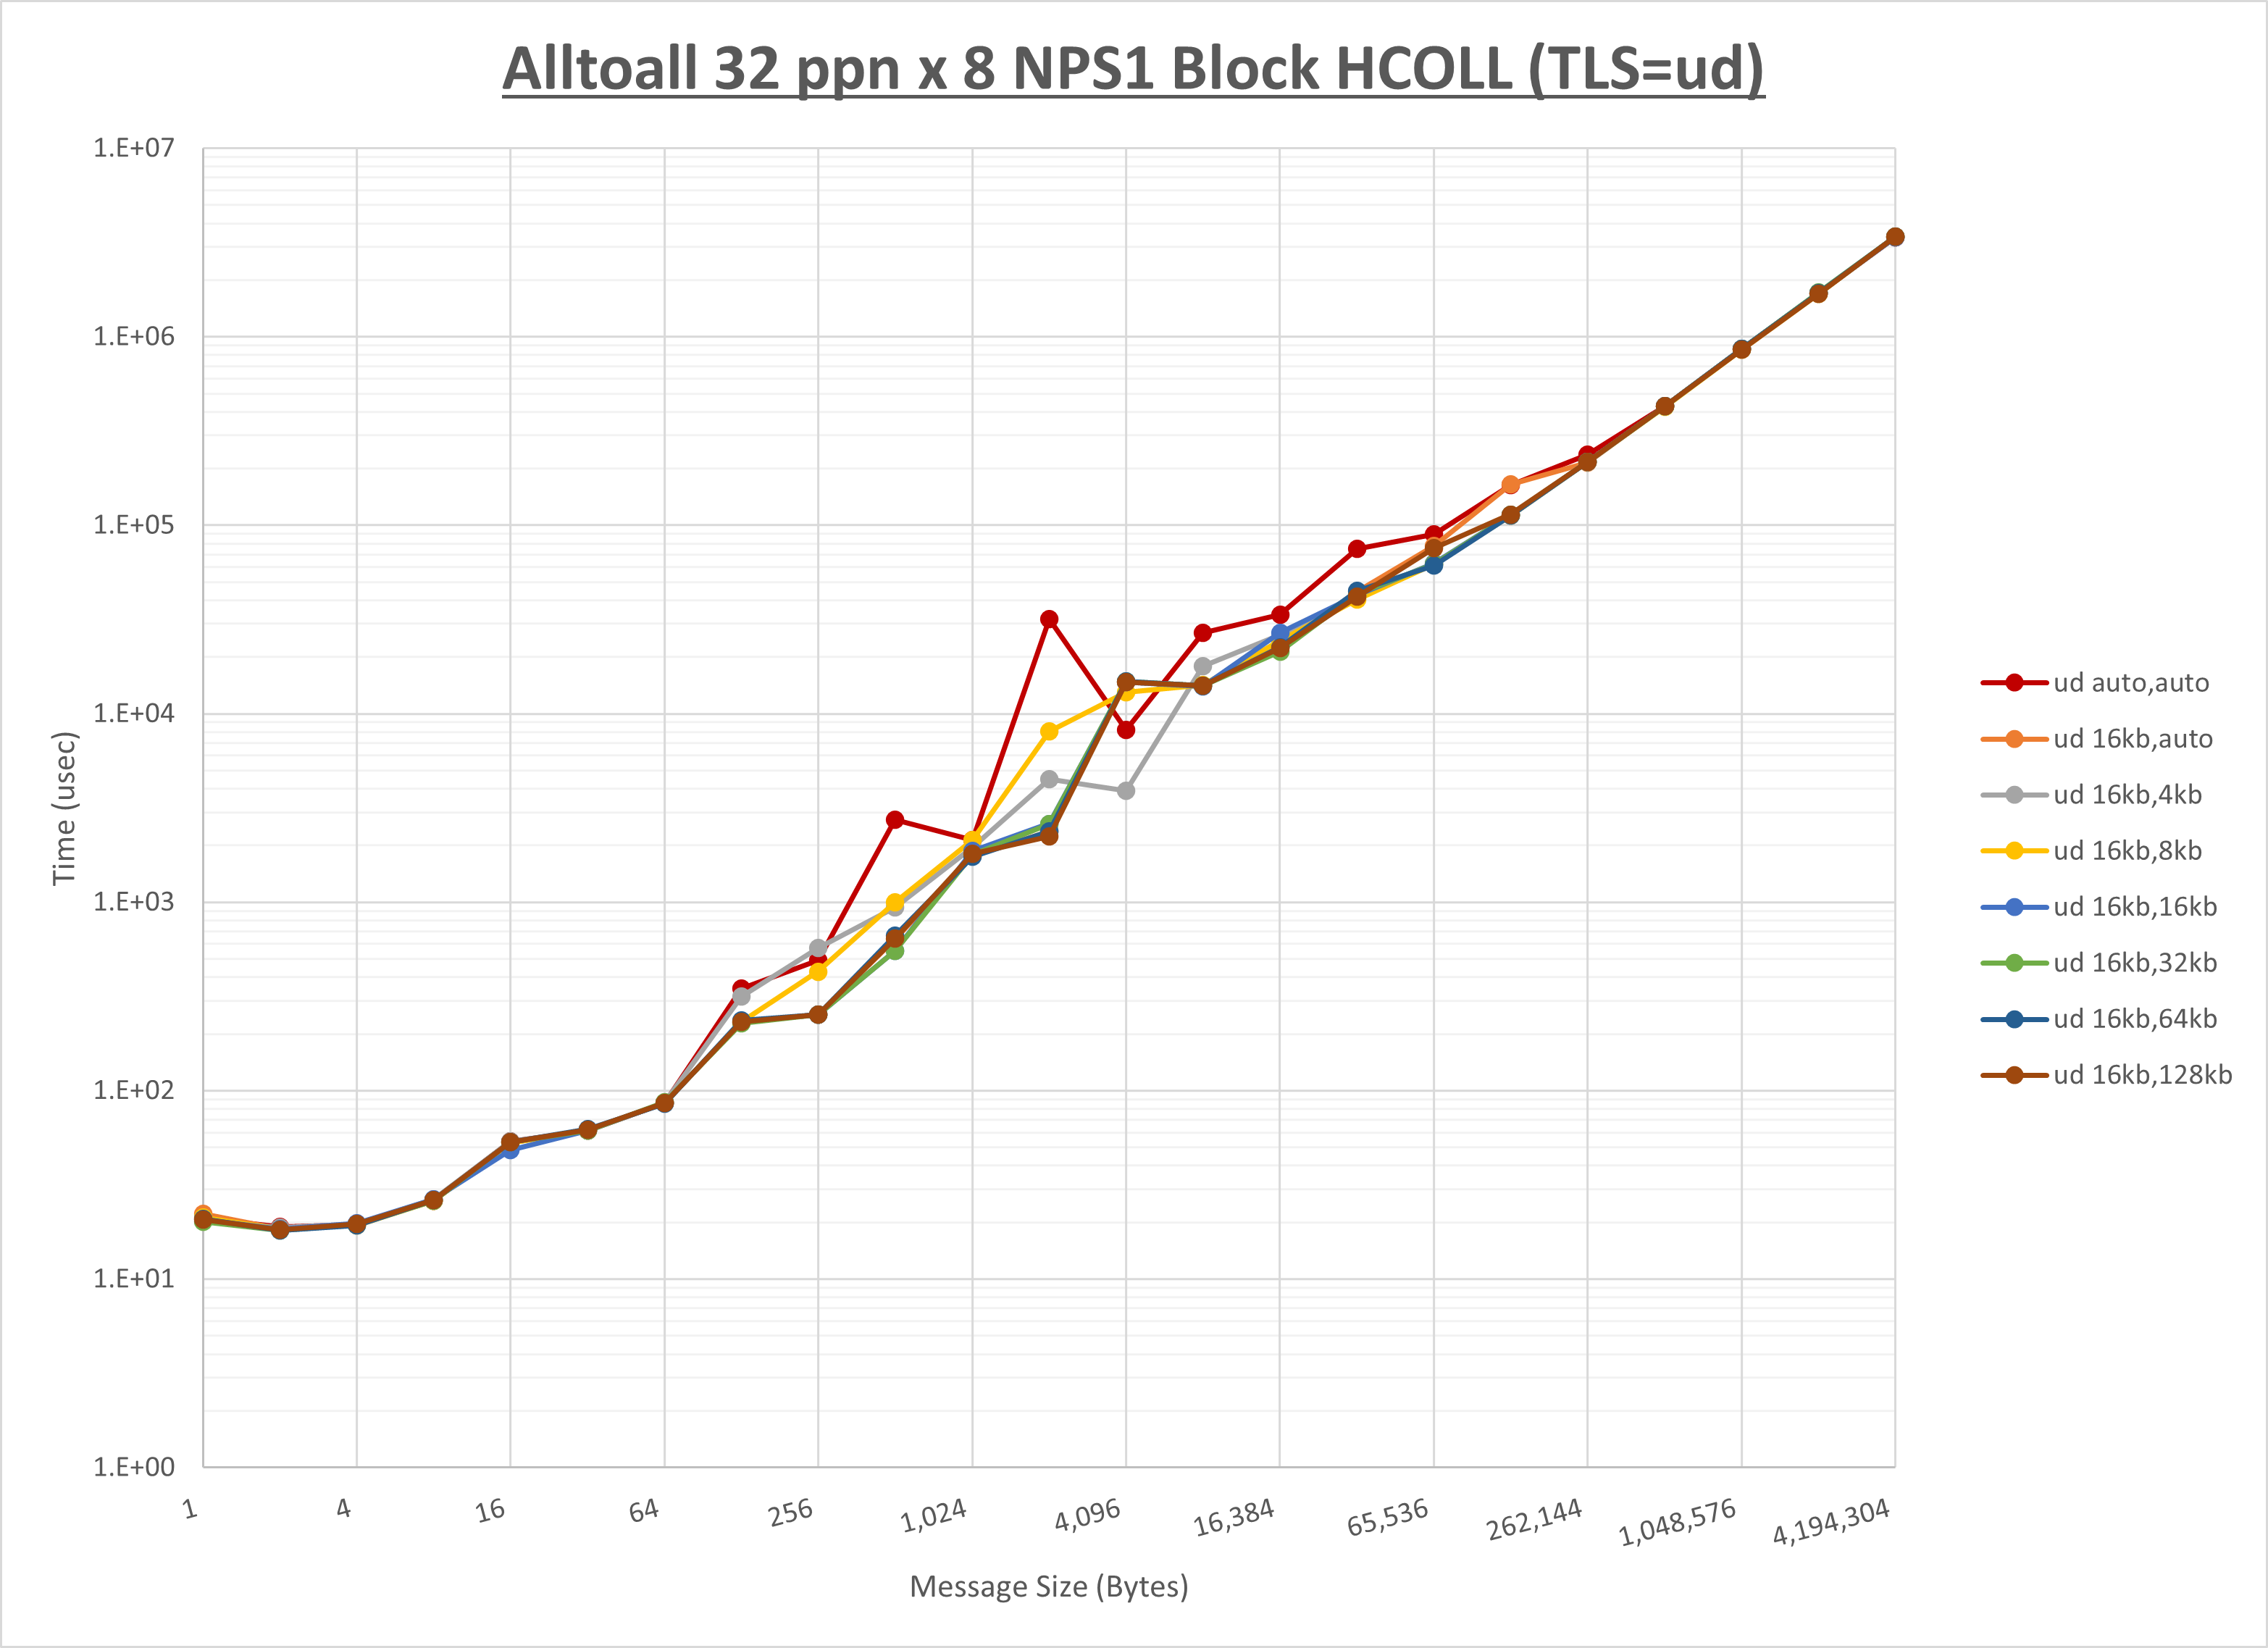 Alltoall 32 ppn x 8 NPS1 Block HCOLL (TLS=ud)
1.E+07
1.E+06
1.E+05
1.E+04
1.E+03
1.E+02
1.E+01
1.E+00
Time (usec)
1
4
16
64
256
1,024
4,096
16,384
65,536
262,144
1,048,576
4,194,304
Message Size (Bytes)
ud auto,auto
ud 16kb,auto
ud 16kb,4kb
ud 16kb,8kb
ud 16kb,16kb
ud 16kb,32kb
ud 16kb,64kb
ud 16kb,128kb